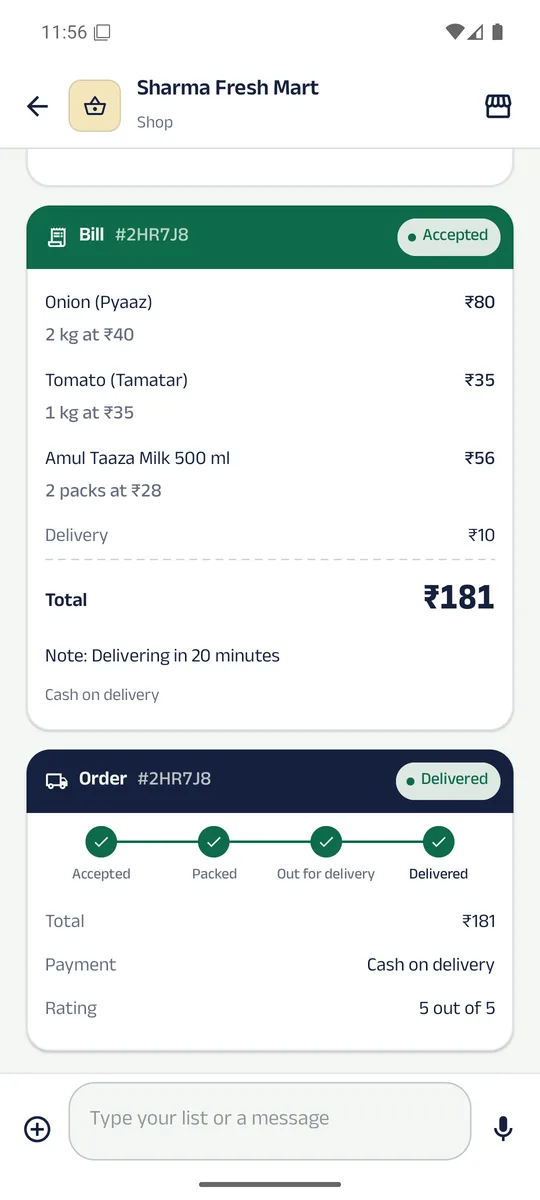 11:56
Sharma Fresh Mart
Shop
Bill #2HR7J8 Accepted
Onion (Pyaaz) ₹80
2 kg at ₹40
Tomato (Tamatar) ₹35
1 kg at ₹35
Amul Taaza Milk 500 ml ₹56
2 packs at ₹28
Delivery ₹10
Total ₹181
Note: Delivering in 20 minutes
Cash on delivery
Order #2HR7J8 Delivered
Accepted Packed Out for delivery Delivered
Total ₹181
Payment Cash on delivery
Rating 5 out of 5
Type your list or a message